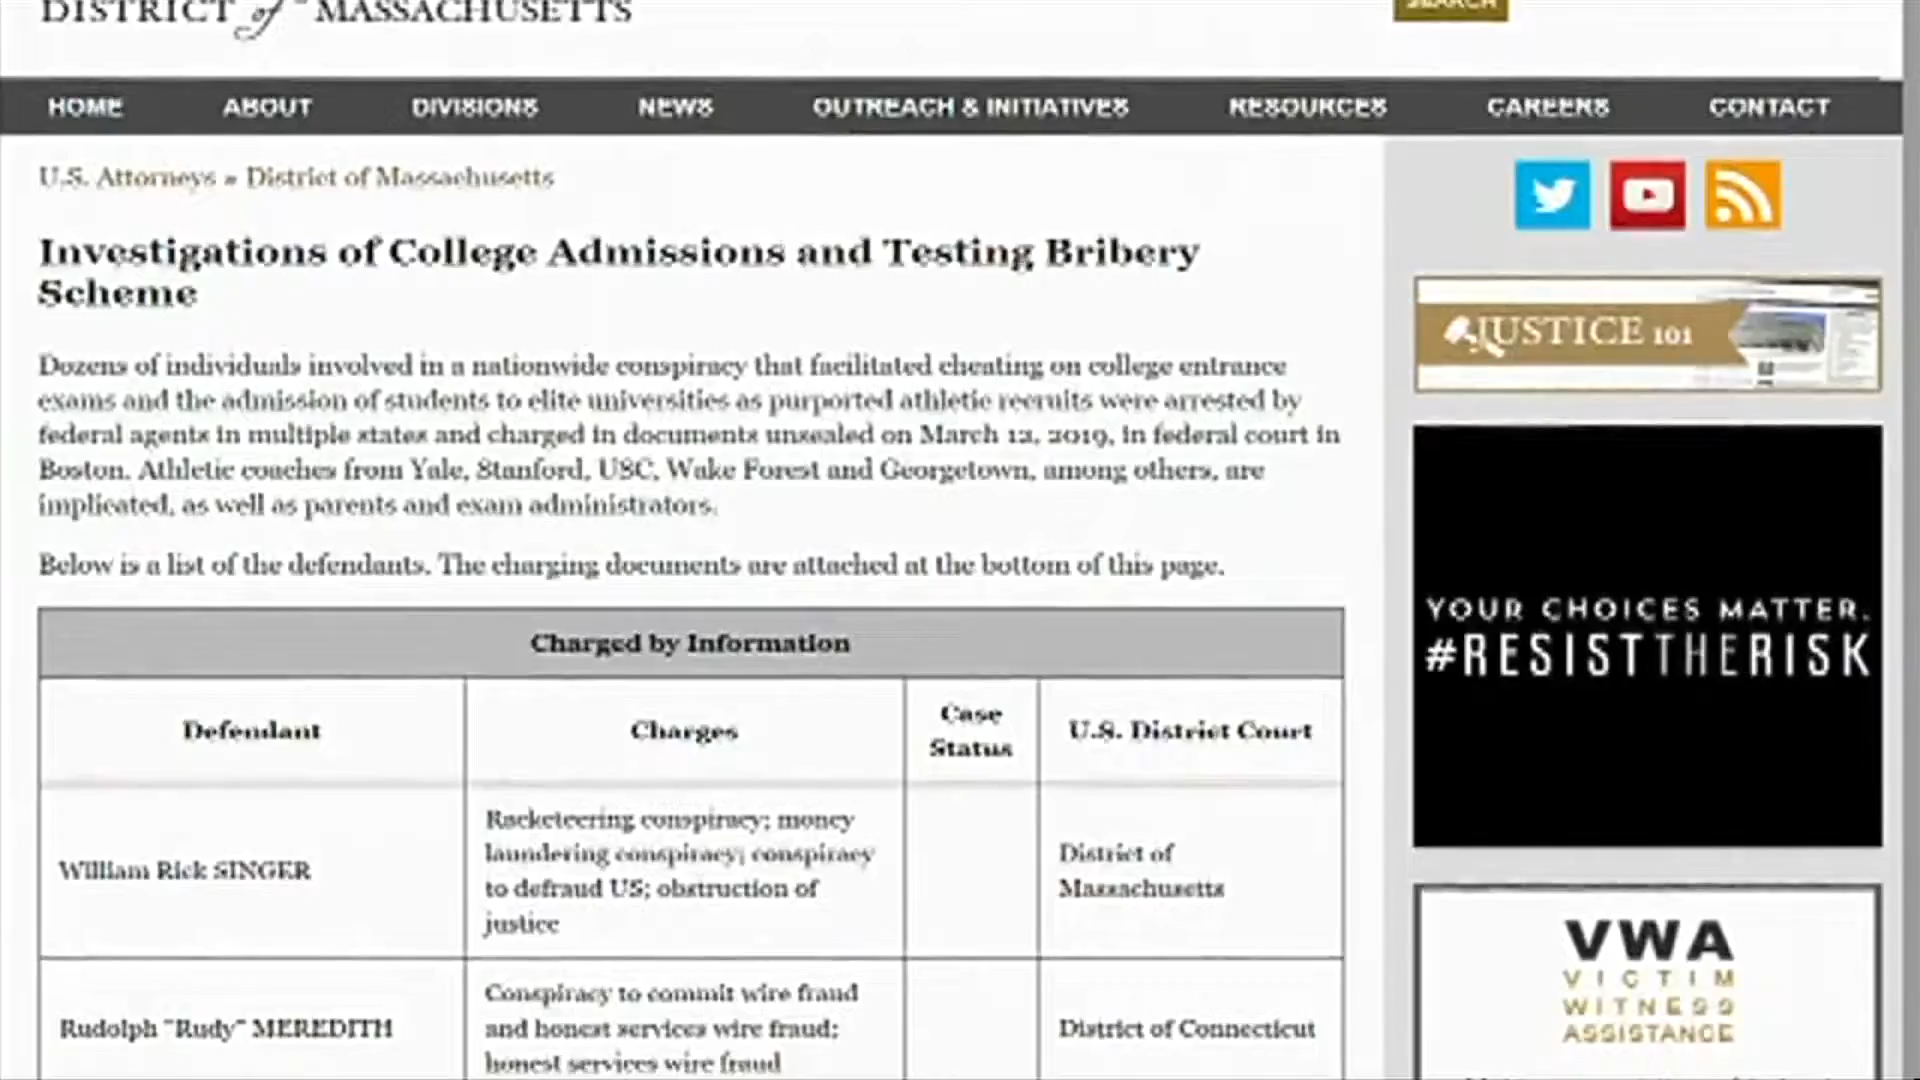 DISTRICT of MASSACHUSETTS
SEARCH
HOME ABOUT DIVISIONS NEWS OUTREACH & INITIATIVES RESOURCES CAREERS CONTACT
U.S. Attorneys » District of Massachusetts
Investigations of College Admissions and Testing Bribery
Scheme
Dozens of individuals involved in a nationwide conspiracy that facilitated cheating on college entrance
exams and the admission of students to elite universities as purported athletic recruits were arrested by
federal agents in multiple states and charged in documents unsealed on March 12, 2019, in federal court in
Boston. Athletic coaches from Yale, Stanford, USC, Wake Forest and Georgetown, among others, are
implicated, as well as parents and exam administrators.
Below is a list of the defendants. The charging documents are attached at the bottom of this page.
Charged by Information
Defendant
Charges
Case
Status
U.S. District Court
William Rick SINGER
Racketeering conspiracy; money
laundering conspiracy; conspiracy
to defraud US; obstruction of
justice
District of
Massachusetts
Rudolph "Rudy" MEREDITH
Conspiracy to commit wire fraud
and honest services wire fraud;
honest services wire fraud
District of Connecticut
JUSTICE 101
YOUR CHOICES MATTER.
#RESISTTHERISK
VWA
VICTIM
WITNESS
ASSISTANCE